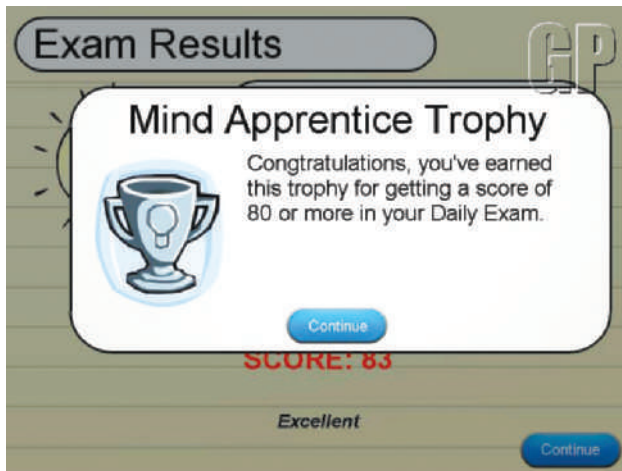 Exam Results
GP
Mind Apprentice Trophy
Congtratulations, you've earned
this trophy for getting a score of
80 or more in your Daily Exam.
Continue
SCORE: 83
Excellent
Continue